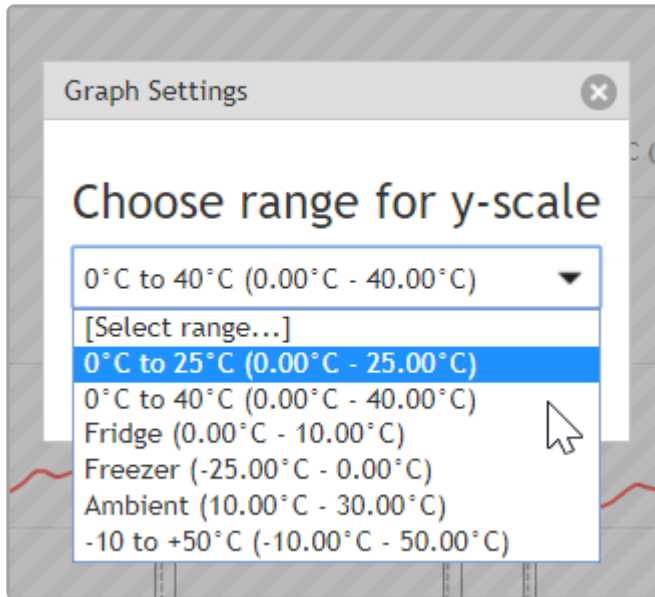 Graph Settings
Choose range for y-scale
0°C to 40°C (0.00°C - 40.00°C)
[Select range...]
0°C to 25°C (0.00°C - 25.00°C)
0°C to 40°C (0.00°C - 40.00°C)
Fridge (0.00°C - 10.00°C)
Freezer (-25.00°C - 0.00°C)
Ambient (10.00°C - 30.00°C)
-10 to +50°C (-10.00°C - 50.00°C)